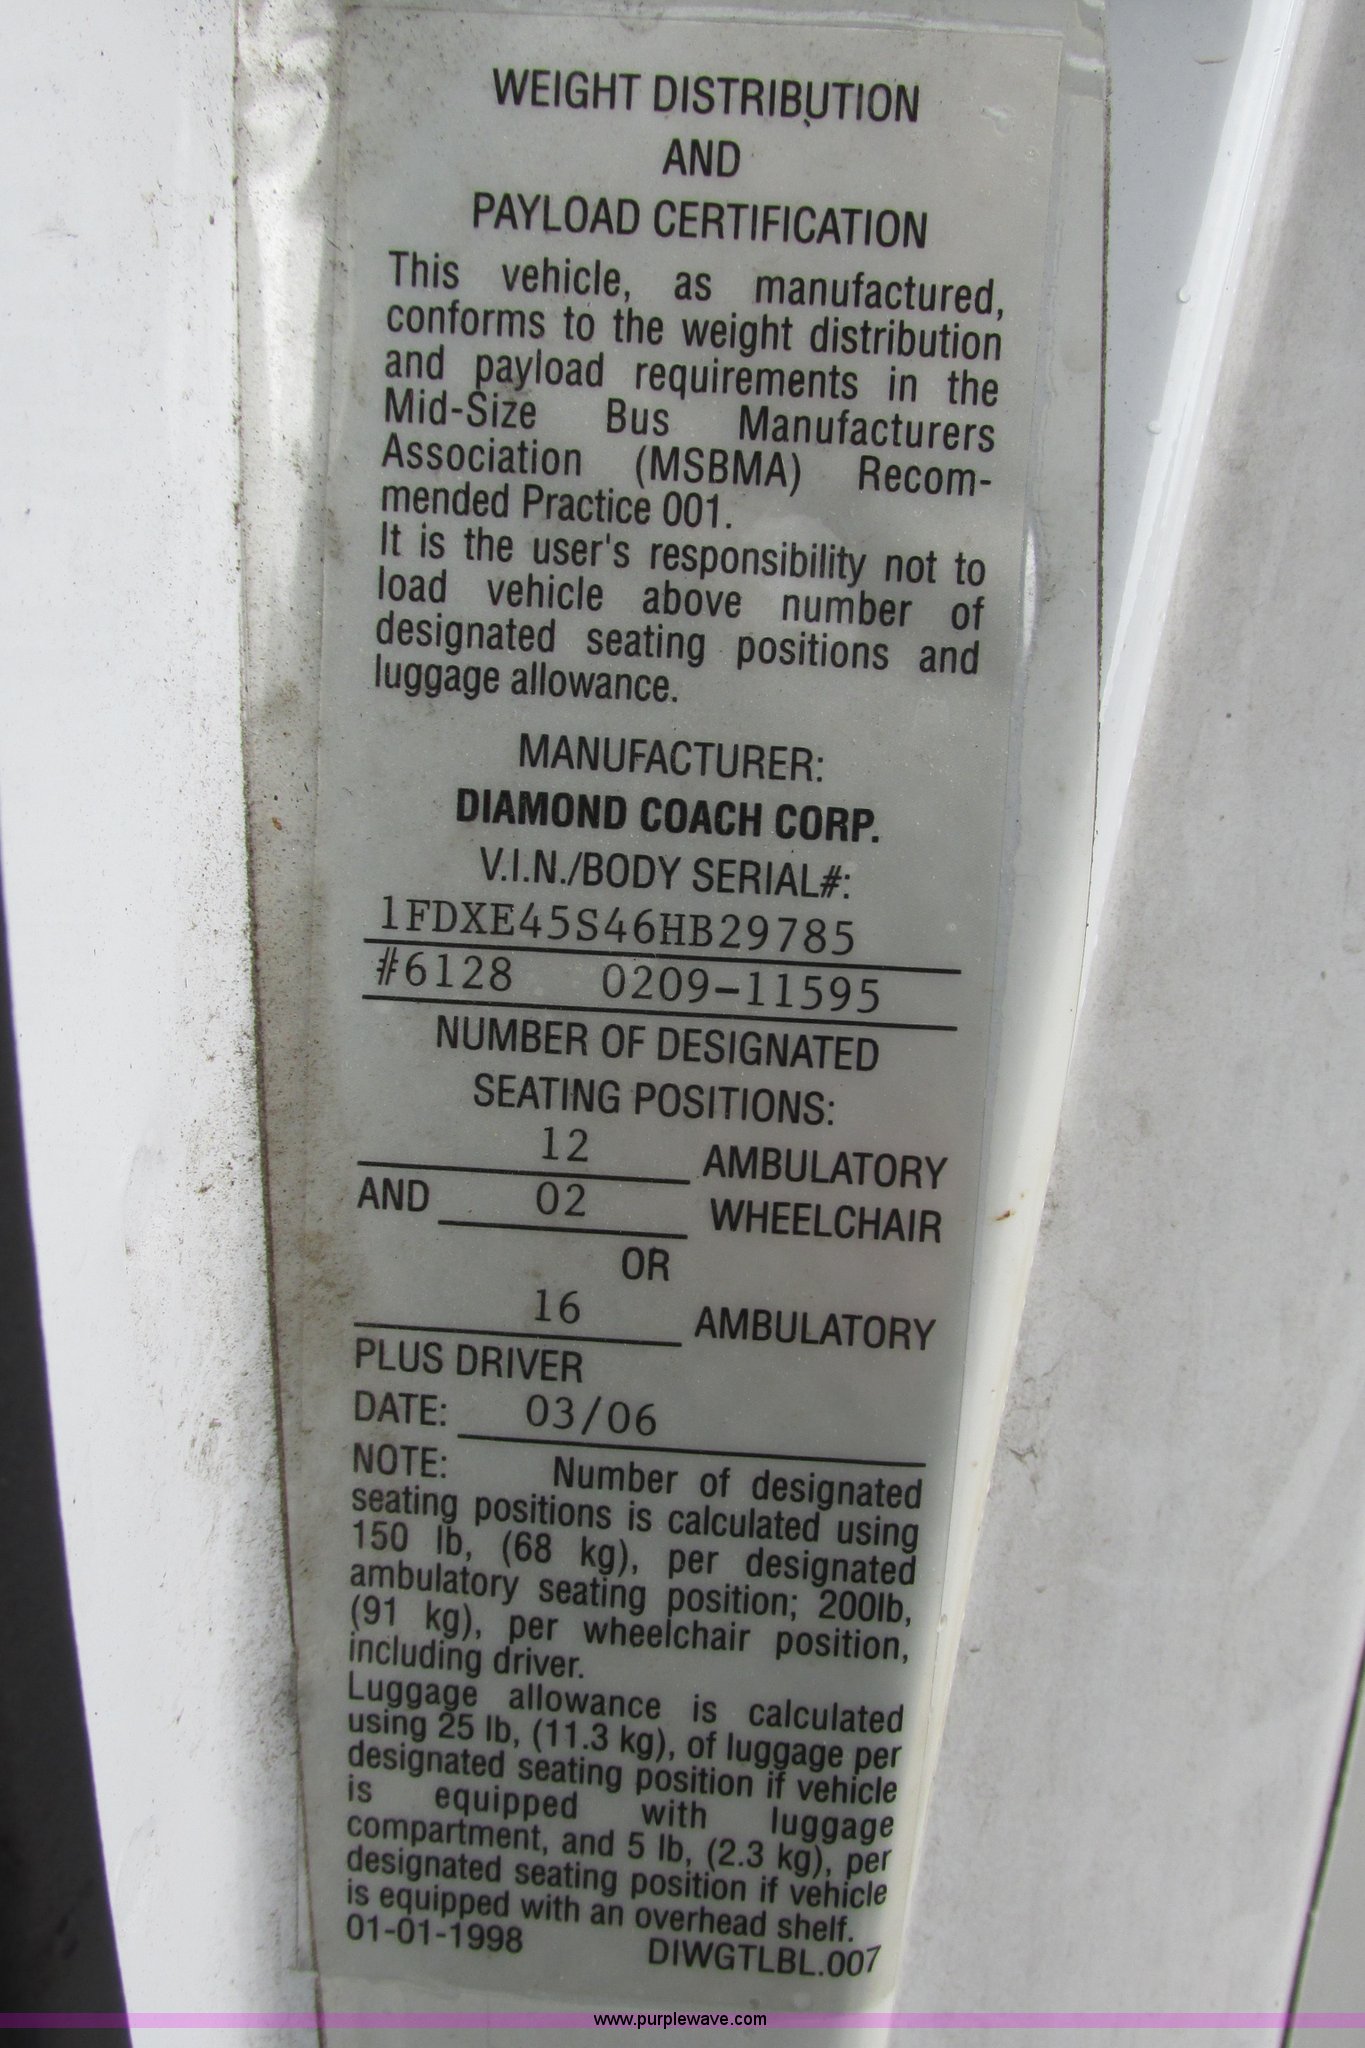 WEIGHT DISTRIBUTION
AND
PAYLOAD CERTIFICATION
This vehicle, as manufactured,
conforms to the weight distribution
and payload requirements in the
Mid-Size Bus Manufacturers
Association (MSBMA) Recom-
mended Practice 001.
It is the user's responsibility not to
load vehicle above number of
designated seating positions and
luggage allowance.
MANUFACTURER:
DIAMOND COACH CORP.
V.I.N./BODY SERIAL#:
1FDXE45S46HB29785
#6128 0209-11595
NUMBER OF DESIGNATED
SEATING POSITIONS:
12 AMBULATORY
AND 02 WHEELCHAIR
OR
16 AMBULATORY
PLUS DRIVER
DATE: 03/06
NOTE: Number of designated
seating positions is calculated using
150 lb, (68 kg), per designated
ambulatory seating position; 200lb,
(91 kg), per wheelchair position,
including driver.
Luggage allowance is calculated
using 25 lb, (11.3 kg), of luggage per
designated seating position if vehicle
is equipped with luggage
compartment, and 5 lb, (2.3 kg), per
designated seating position if vehicle
is equipped with an overhead shelf.
01-01-1998 DIWGTLBL.007
www.purplewave.com